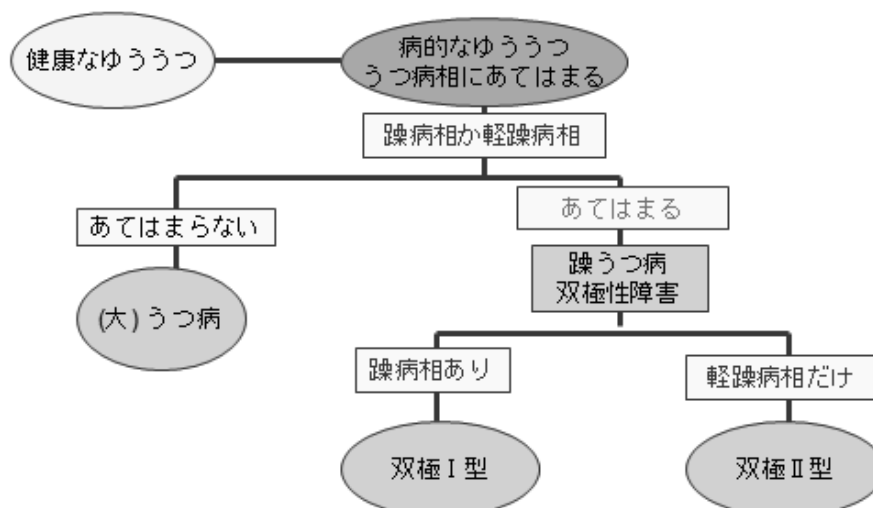 健康なゆううつ
病的なゆううつ
うつ病相にあてはまる
躁病相か軽躁病相
あてはまらない
あてはまる
(大)うつ病
躁うつ病
双極性障害
躁病相あり
軽躁病相だけ
双極Ⅰ型
双極Ⅱ型